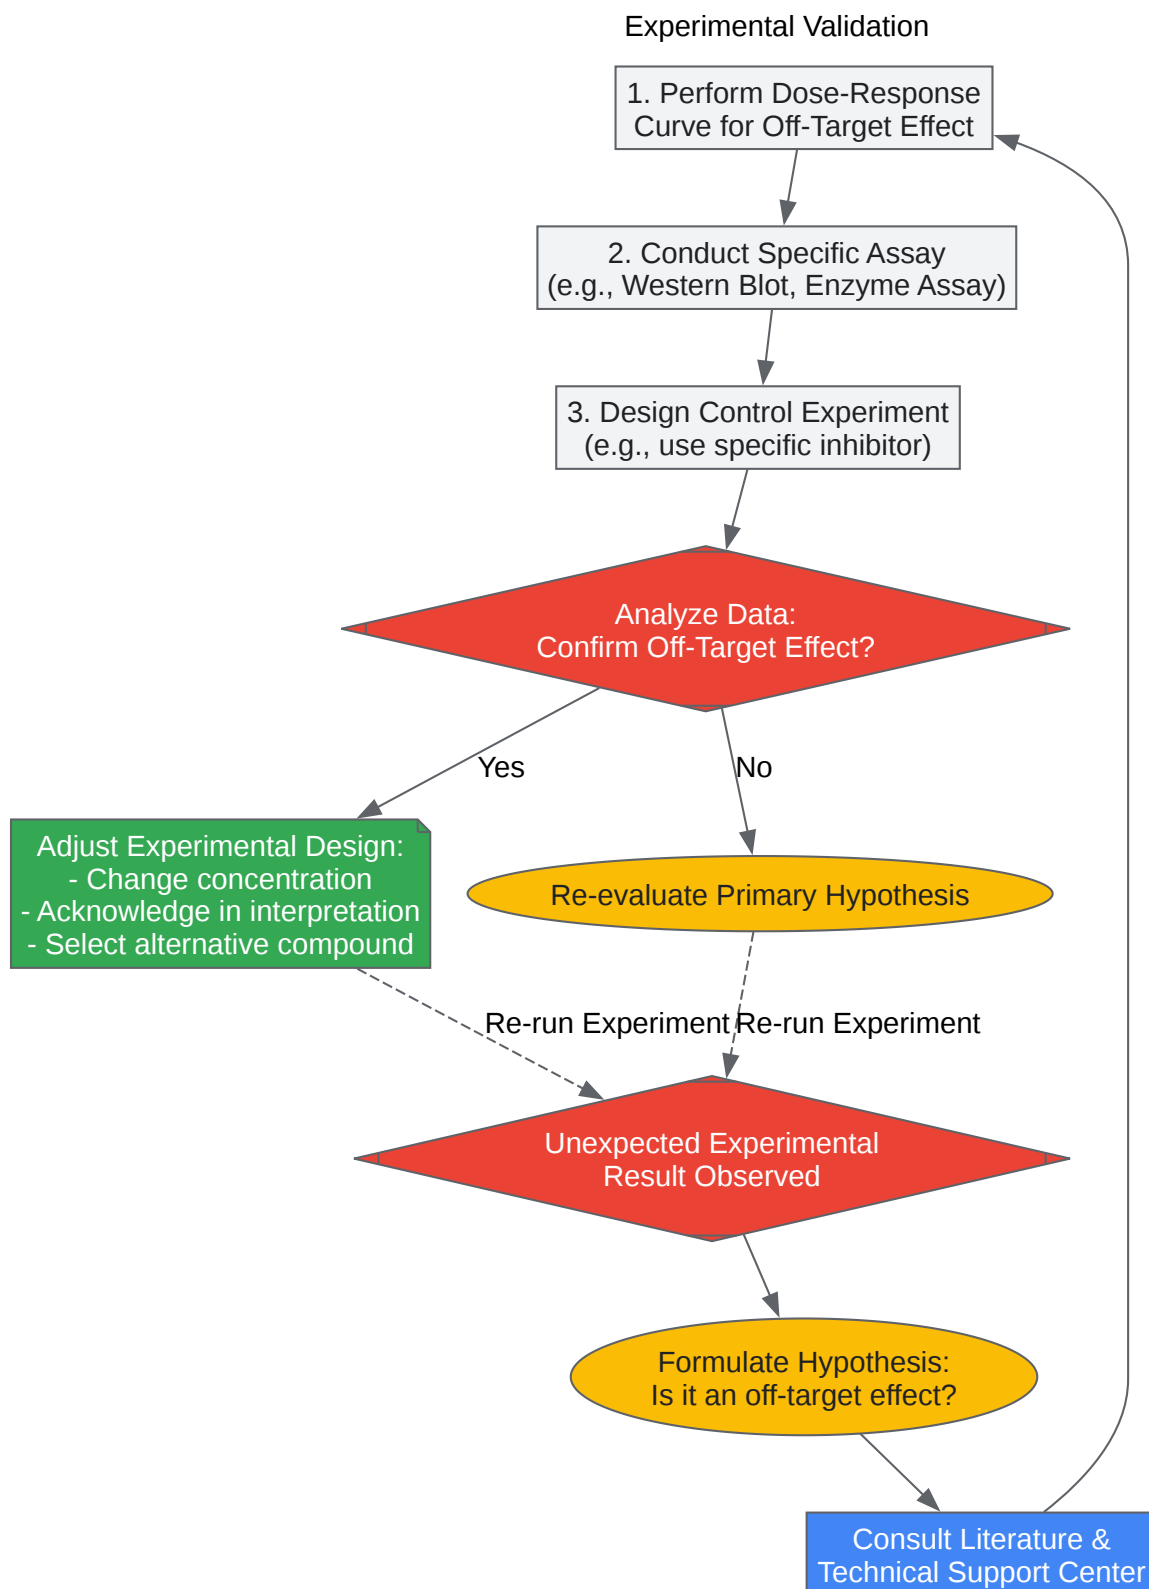 Experimental Validation
1. Perform Dose-Response
Curve for Off-Target Effect
2. Conduct Specific Assay
(e.g., Western Blot, Enzyme Assay)
3. Design Control Experiment
(e.g., use specific inhibitor)
Analyze Data:
Confirm Off-Target Effect?
Yes
No
Adjust Experimental Design:
- Change concentration
- Acknowledge in interpretation
- Select alternative compound
Re-evaluate Primary Hypothesis
Re-run Experiment
Re-run Experiment
Unexpected Experimental
Result Observed
Formulate Hypothesis:
Is it an off-target effect?
Consult Literature &
Technical Support Center